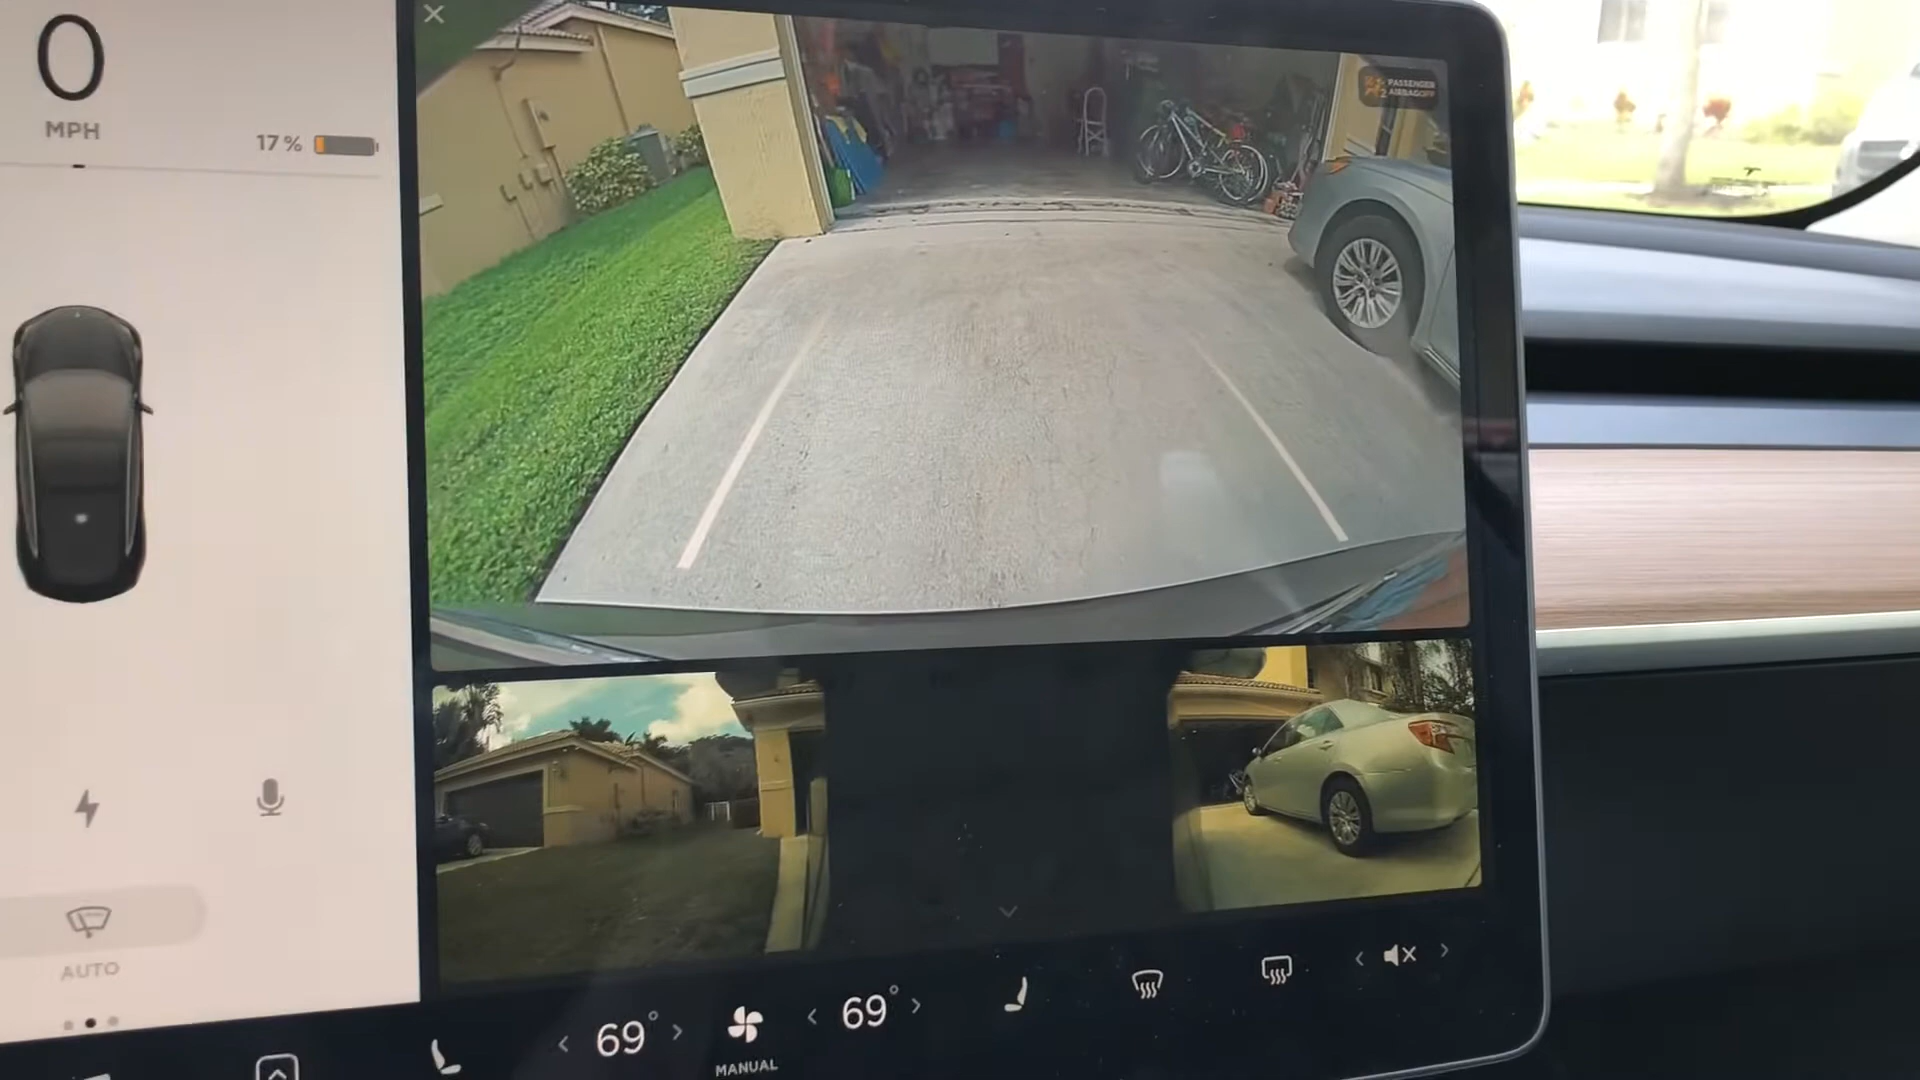 0
MPH
17 %
PASSENGER
AIRBAG OFF
AUTO
69°
MANUAL
69°